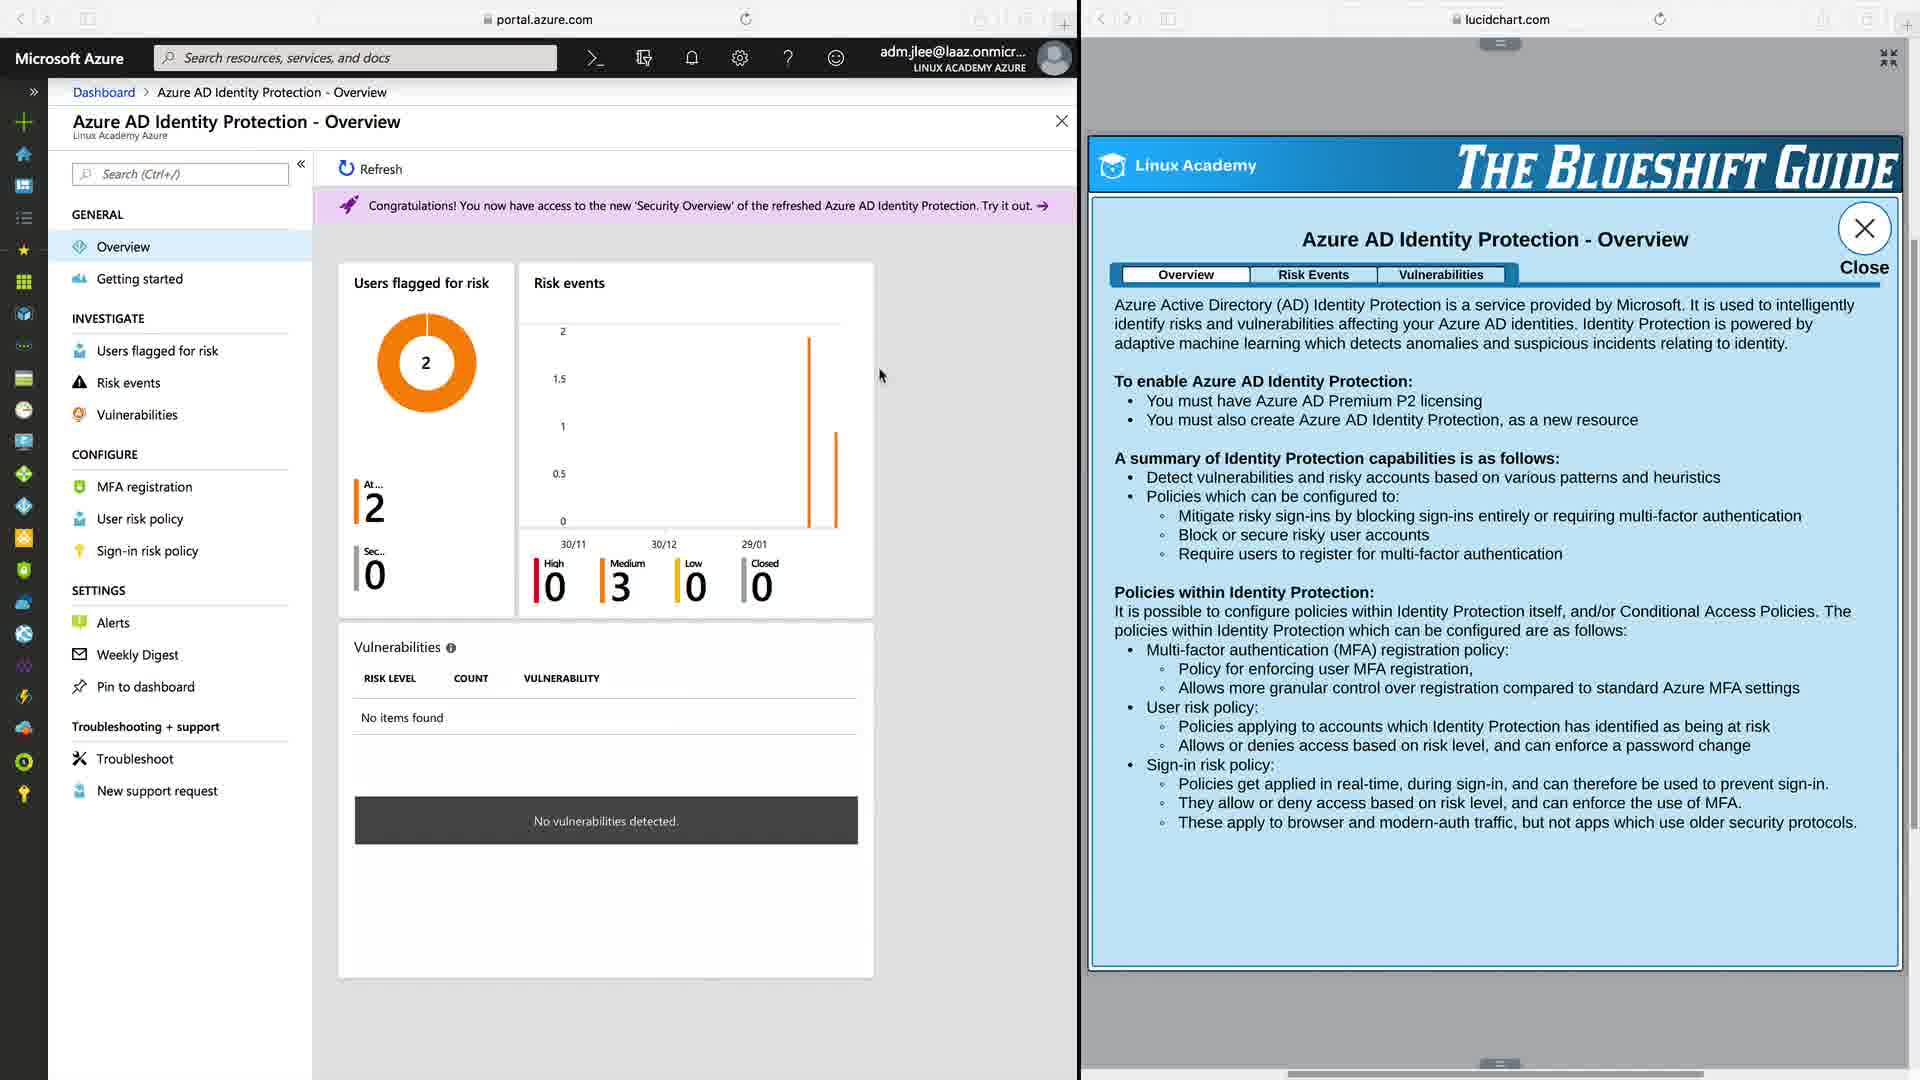 portal.azure.com
Microsoft Azure
Search resources, services, and docs
adm.jlee@laaz.onmicr...
LINUX ACADEMY AZURE
Dashboard > Azure AD Identity Protection - Overview
Azure AD Identity Protection - Overview
Linux Academy Azure
Search (Ctrl+/)
GENERAL
Overview
Getting started
INVESTIGATE
Users flagged for risk
Risk events
Vulnerabilities
CONFIGURE
MFA registration
User risk policy
Sign-in risk policy
SETTINGS
Alerts
Weekly Digest
Pin to dashboard
Troubleshooting + support
Troubleshoot
New support request
Refresh
Congratulations! You now have access to the new 'Security Overview' of the refreshed Azure AD Identity Protection. Try it out. →
Users flagged for risk
2
At...
2
Sec...
0
Risk events
2
1.5
1
0.5
0
30/11 30/12 29/01
High Medium Low Closed
0 3 0 0
Vulnerabilities
RISK LEVEL COUNT VULNERABILITY
No items found
No vulnerabilities detected.
lucidchart.com
Linux Academy
THE BLUESHIFT GUIDE
Azure AD Identity Protection - Overview
Close
Overview Risk Events Vulnerabilities
Azure Active Directory (AD) Identity Protection is a service provided by Microsoft. It is used to intelligently
identify risks and vulnerabilities affecting your Azure AD identities. Identity Protection is powered by
adaptive machine learning which detects anomalies and suspicious incidents relating to identity.
To enable Azure AD Identity Protection:
• You must have Azure AD Premium P2 licensing
• You must also create Azure AD Identity Protection, as a new resource
A summary of Identity Protection capabilities is as follows:
• Detect vulnerabilities and risky accounts based on various patterns and heuristics
• Policies which can be configured to:
◦ Mitigate risky sign-ins by blocking sign-ins entirely or requiring multi-factor authentication
◦ Block or secure risky user accounts
◦ Require users to register for multi-factor authentication
Policies within Identity Protection:
It is possible to configure policies within Identity Protection itself, and/or Conditional Access Policies. The
policies within Identity Protection which can be configured are as follows:
• Multi-factor authentication (MFA) registration policy:
◦ Policy for enforcing user MFA registration,
◦ Allows more granular control over registration compared to standard Azure MFA settings
• User risk policy:
◦ Policies applying to accounts which Identity Protection has identified as being at risk
◦ Allows or denies access based on risk level, and can enforce a password change
• Sign-in risk policy:
◦ Policies get applied in real-time, during sign-in, and can therefore be used to prevent sign-in.
◦ They allow or deny access based on risk level, and can enforce the use of MFA.
◦ These apply to browser and modern-auth traffic, but not apps which use older security protocols.